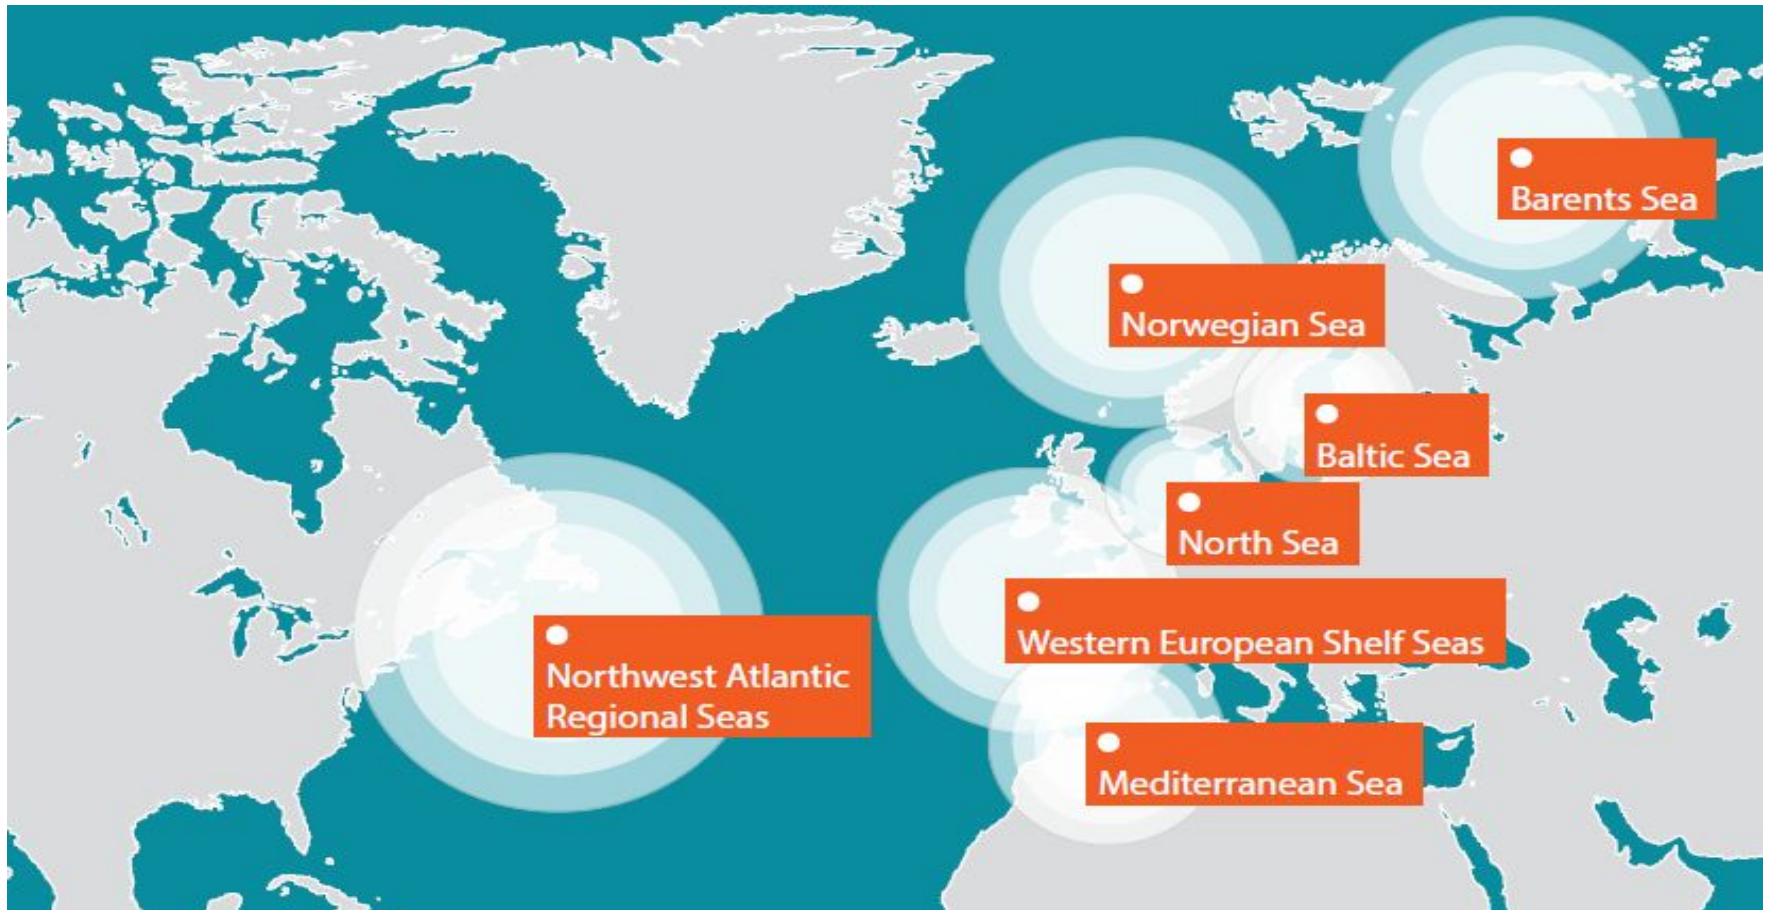 Barents Sea
Norwegian Sea
Baltic Sea
North Sea
Western European Shelf Seas
Northwest Atlantic
Regional Seas
Mediterranean Sea